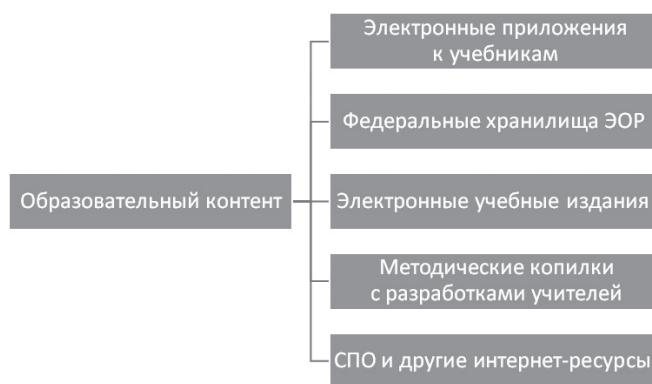 Образовательный контент
Электронные приложения
к учебникам
Федеральные хранилища ЭОР
Электронные учебные издания
Методические копилки
с разработками учителей
СПО и другие интернет-ресурсы